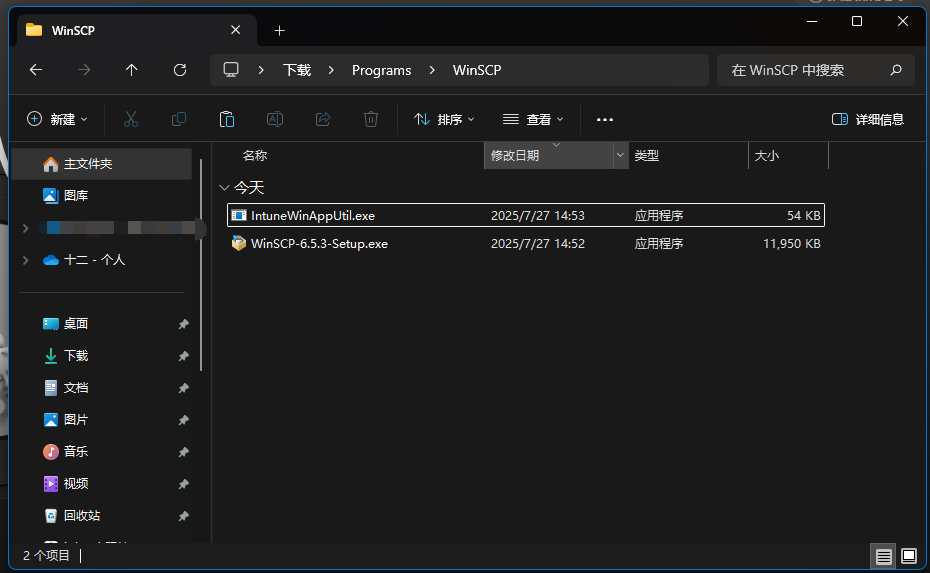 WinSCP
下载 Programs WinSCP
在 WinSCP 中搜索
新建 排序 查看 详细信息
名称 修改日期 类型 大小
主文件夹
图库
十二 - 个人
桌面
下载
文档
图片
音乐
视频
回收站
今天
IntuneWinAppUtil.exe 2025/7/27 14:53 应用程序 54 KB
WinSCP-6.5.3-Setup.exe 2025/7/27 14:52 应用程序 11,950 KB
2 个项目